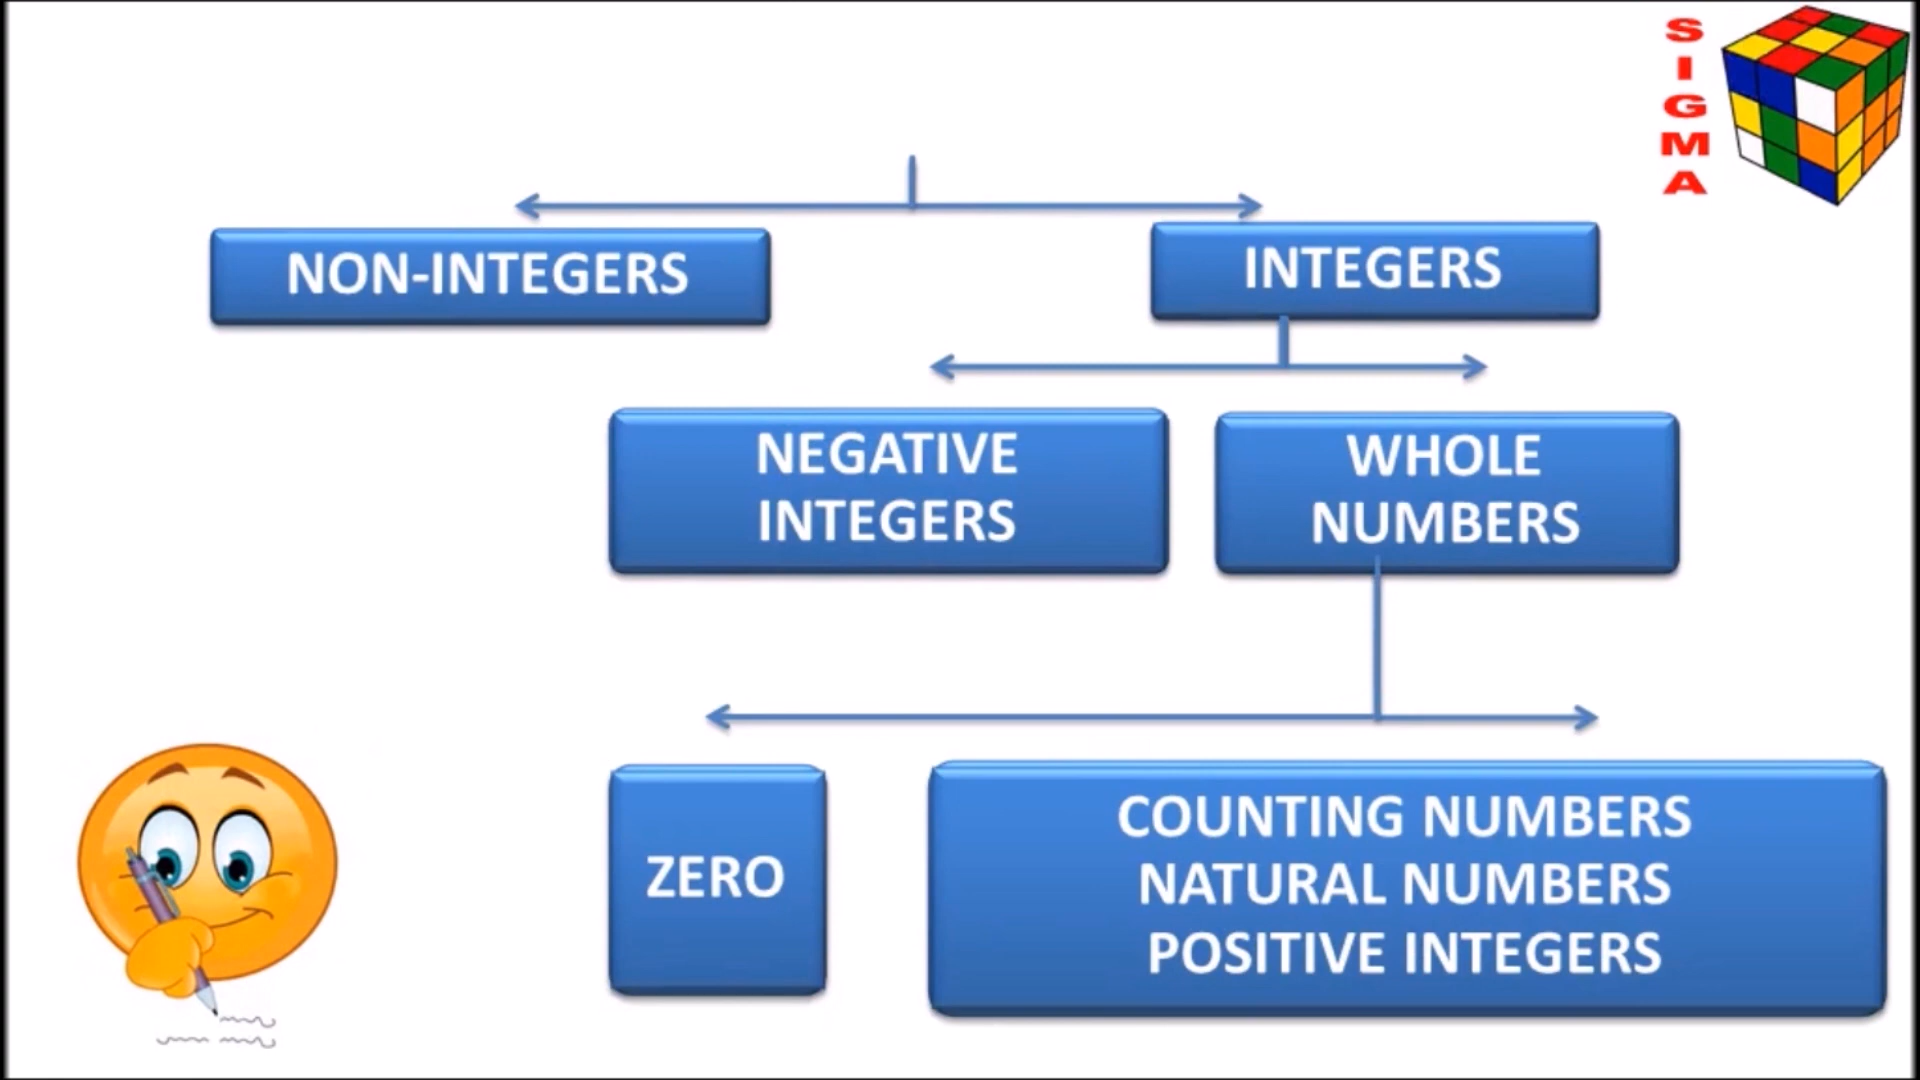 SIGMA
NON-INTEGERS
INTEGERS
NEGATIVE
INTEGERS
WHOLE
NUMBERS
ZERO
COUNTING NUMBERS
NATURAL NUMBERS
POSITIVE INTEGERS